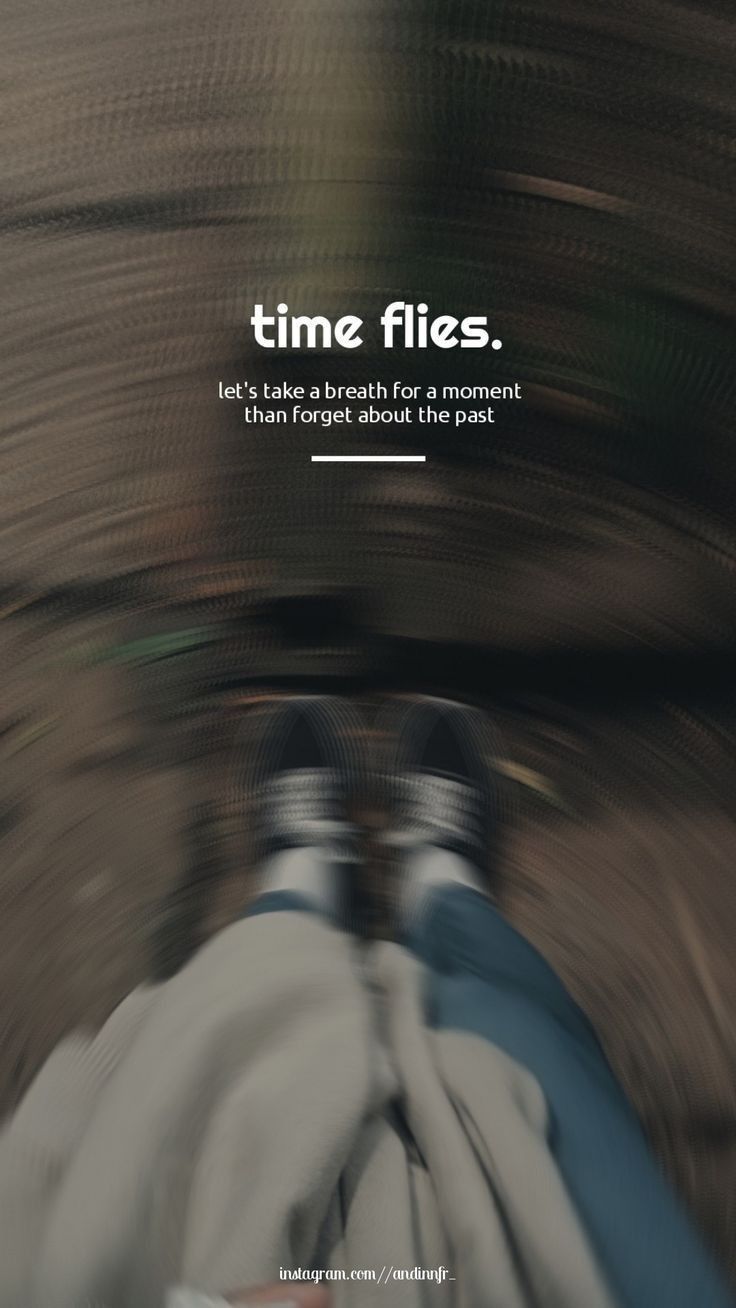 time flies.
let's take a breath for a moment
than forget about the past
instagram.com//andinnfr_